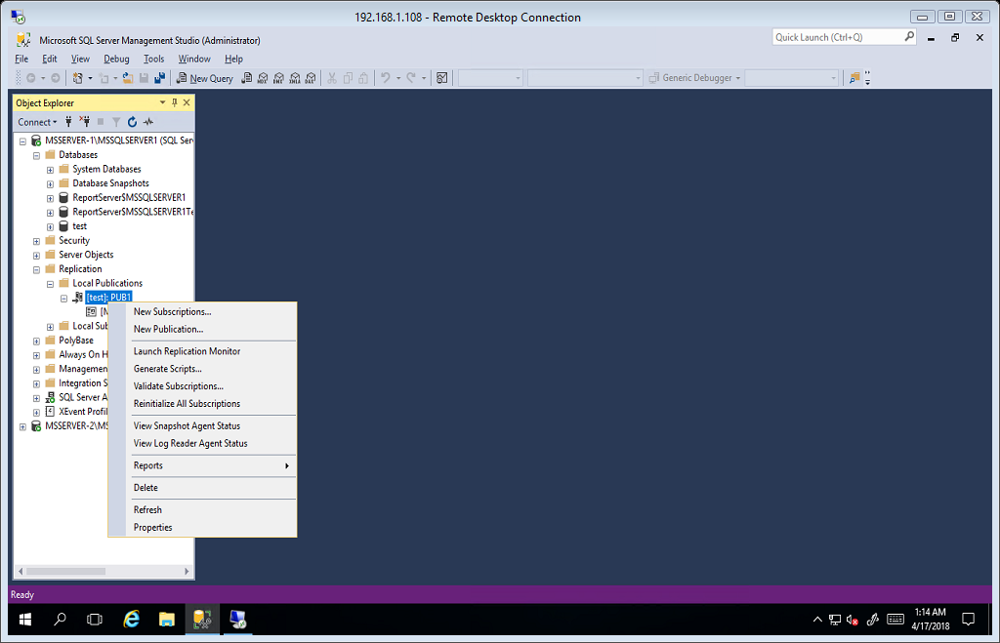 192.168.1.108 - Remote Desktop Connection
Microsoft SQL Server Management Studio (Administrator)
Quick Launch (Ctrl+Q)
File Edit View Debug Tools Window Help
New Query MDX DMX XMLA DAX Generic Debugger
Object Explorer
Connect
MSSERVER-1\MSSQLSERVER1 (SQL Ser
Databases
System Databases
Database Snapshots
ReportServer$MSSQLSERVER1
ReportServer$MSSQLSERVER1Te
test
Security
Server Objects
Replication
Local Publications
[test]: PUB1
[M
Local Sub
PolyBase
Always On H
Managemen
Integration S
SQL Server A
XEvent Profil
MSSERVER-2\MS
New Subscriptions...
New Publication...
Launch Replication Monitor
Generate Scripts...
Validate Subscriptions...
Reinitialize All Subscriptions
View Snapshot Agent Status
View Log Reader Agent Status
Reports
Delete
Refresh
Properties
Ready
1:14 AM
4/17/2018